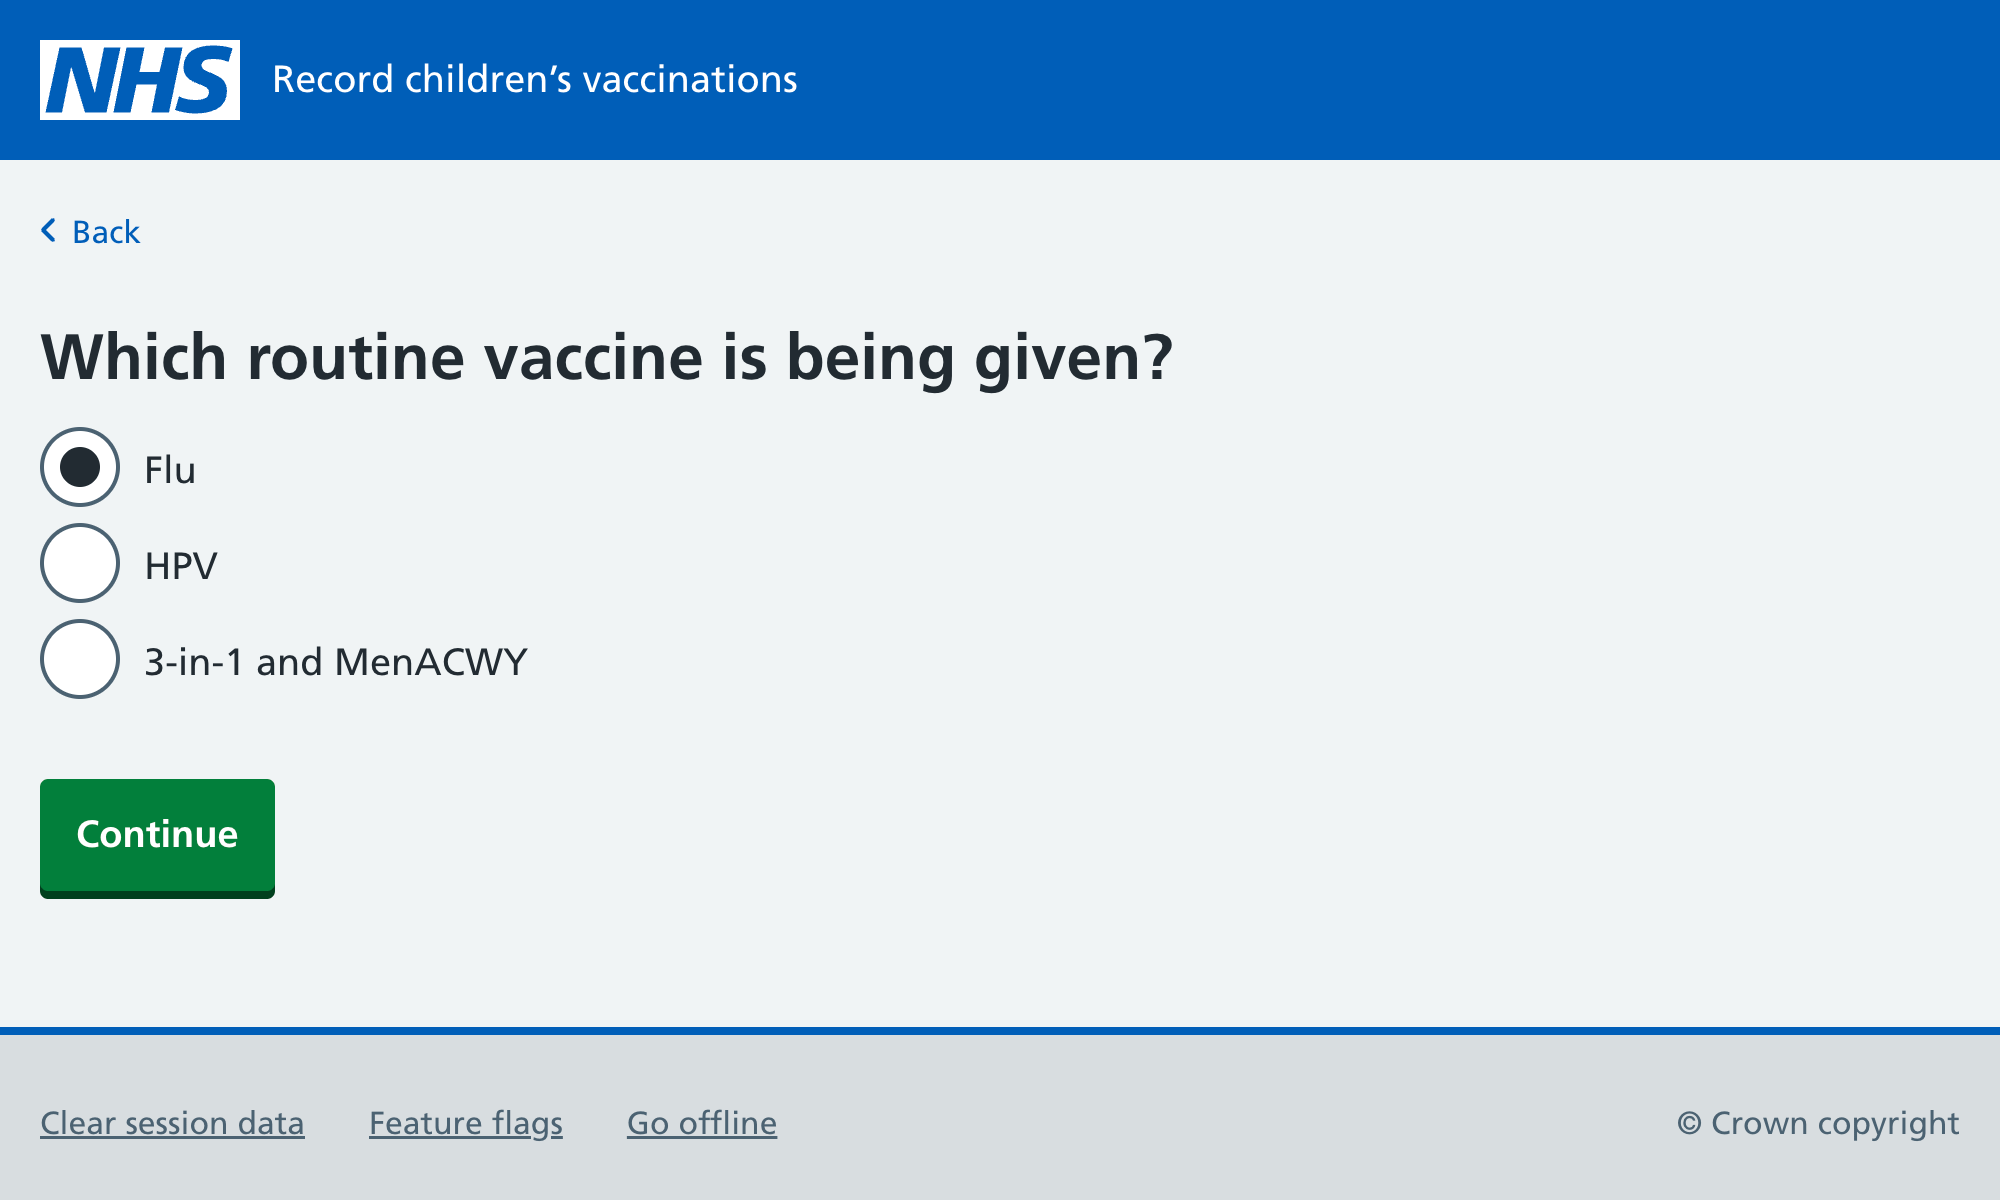 NHS Record children’s vaccinations
Back
Which routine vaccine is being given?
Flu
HPV
3-in-1 and MenACWY
Continue
Clear session data Feature flags Go offline © Crown copyright